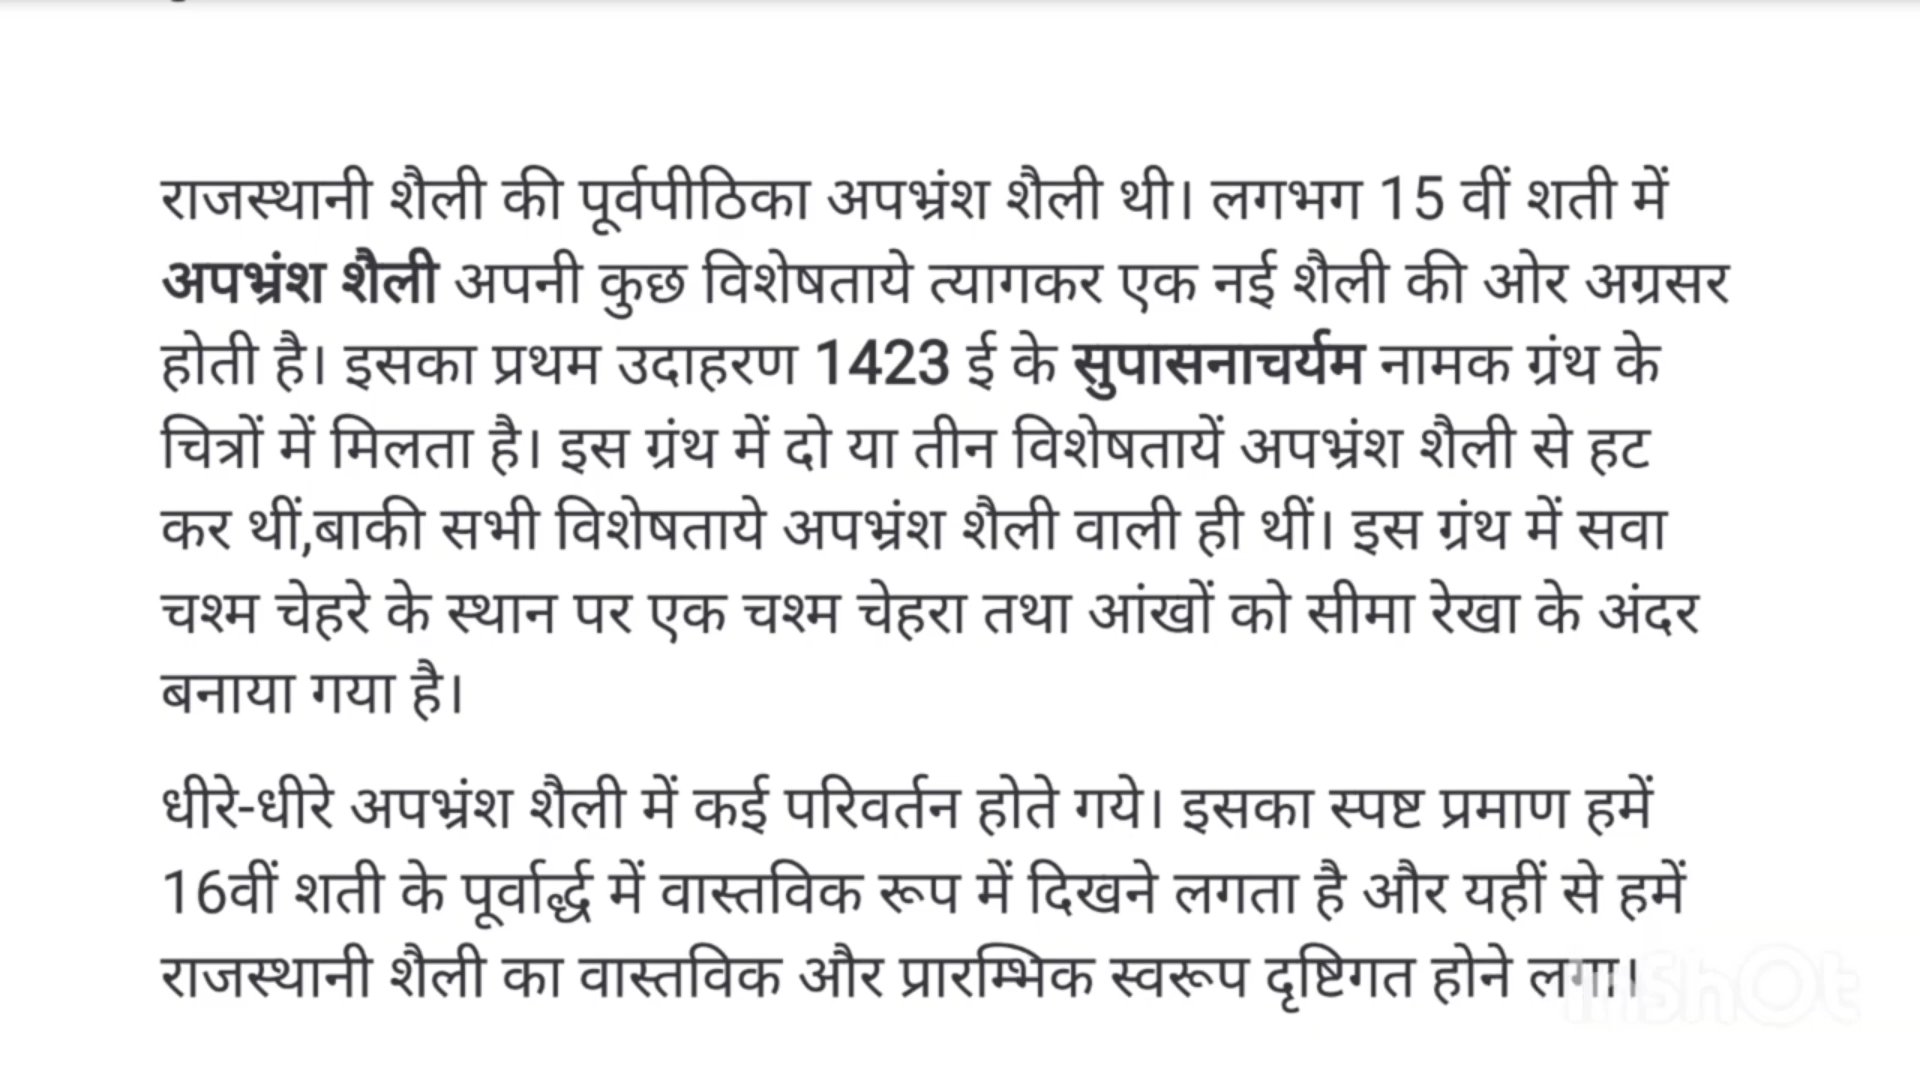 राजस्थानी शैली की पूर्वपीठिका अपभ्रंश शैली थी। लगभग 15 वीं शती में
अपभ्रंश शैली अपनी कुछ विशेषताये त्यागकर एक नई शैली की ओर अग्रसर
होती है। इसका प्रथम उदाहरण 1423 ई के सुपासनाचर्यम नामक ग्रंथ के
चित्रों में मिलता है। इस ग्रंथ में दो या तीन विशेषतायें अपभ्रंश शैली से हट
कर थीं,बाकी सभी विशेषताये अपभ्रंश शैली वाली ही थीं। इस ग्रंथ में सवा
चश्म चेहरे के स्थान पर एक चश्म चेहरा तथा आंखों को सीमा रेखा के अंदर
बनाया गया है।
धीरे-धीरे अपभ्रंश शैली में कई परिवर्तन होते गये। इसका स्पष्ट प्रमाण हमें
16वीं शती के पूर्वार्द्ध में वास्तविक रूप में दिखने लगता है और यहीं से हमें
राजस्थानी शैली का वास्तविक और प्रारम्भिक स्वरूप दृष्टिगत होने लगा।
InShOt